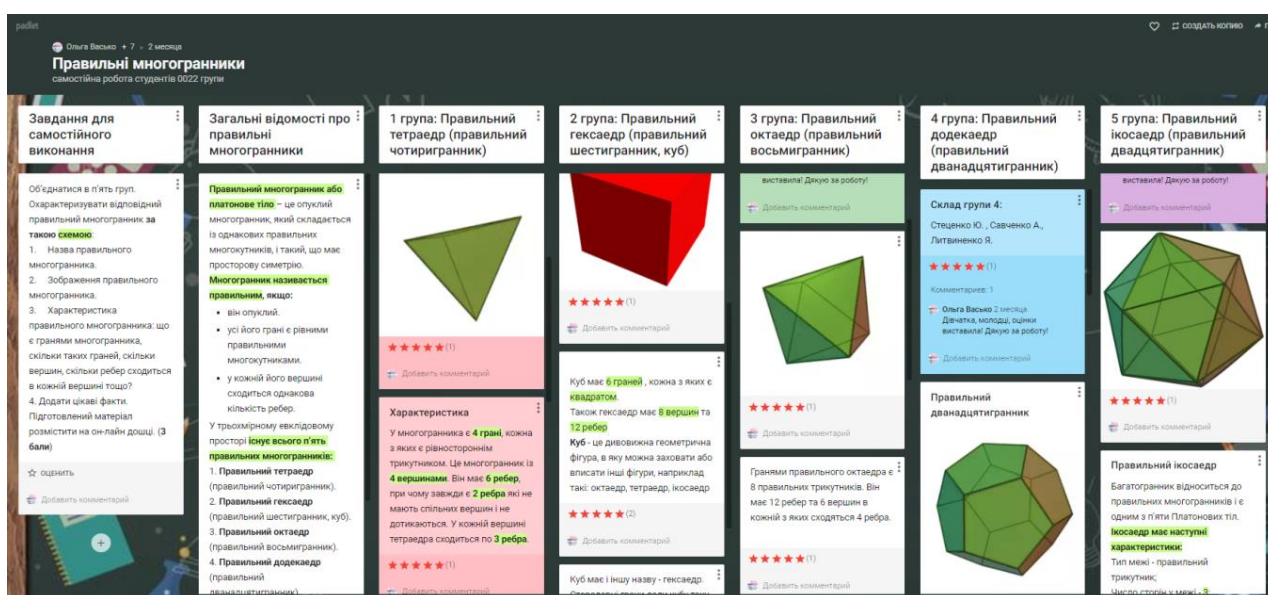 padlet
Ольга Васько + 7 • 2 месяца
Правильні многогранники
самостійна робота студентів 0022 групи
СОЗДАТЬ КОПИЮ
Завдання для
самостійного
виконання
Об'єднатися в п'ять груп.
Охарактеризувати відповідний
правильний многогранник за
такою схемою:
1. Назва правильного
многогранника.
2. Зображення правильного
многогранника.
3. Характеристика
правильного многогранника: що
є гранями многогранника,
скільки таких граней, скільки
вершин, скільки ребер сходиться
в кожній вершині тощо?
4. Додати цікаві факти.
Підготовлений матеріал
розмістити на он-лайн дошці. (3
бали)
оценить
Добавить комментарий
Загальні відомості про
правильні
многогранники
Правильний многогранник або
платонове тіло – це опуклий
многогранник, який складається
із однакових правильних
многокутників, і такий, що має
просторову симетрію.
Многогранник називається
правильним, якщо:
• він опуклий.
• усі його грані є рівними
правильними
многокутниками.
• у кожній його вершині
сходиться однакова
кількість ребер.
У трьохмірному евклідовому
просторі існує всього п'ять
правильних многогранників:
1. Правильний тетраедр
(правильний чотиригранник).
2. Правильний гексаедр
(правильний шестигранник, куб).
3. Правильний октаедр
(правильний восьмигранник).
4. Правильний додекаедр
(правильний
дванадцятигранник)
1 група: Правильний
тетраедр (правильний
чотиригранник)
(1)
Добавить комментарий
Характеристика
У многогранника є 4 грані, кожна
з яких є рівностороннім
трикутником. Це многогранник із
4 вершинами. Він має 6 ребер,
при чому завжди є 2 ребра які не
мають спільних вершин і не
дотикаються. У кожній вершині
тетраедра сходиться по 3 ребра.
(1)
Добавить комментарий
2 група: Правильний
гексаедр (правильний
шестигранник, куб)
(1)
Добавить комментарий
Куб має 6 граней , кожна з яких є
квадратом.
Також гексаедр має 8 вершин та
12 ребер
Куб - це дивовижна геометрична
фігура, в яку можна заховати або
вписати інші фігури, наприклад
такі: октаедр, тетраедр, ікосаедр
(2)
Добавить комментарий
Куб має і іншу назву - гексаедр.
3 група: Правильний
октаедр (правильний
восьмигранник)
виставила! Дякую за роботу!
Добавить комментарий
(1)
Добавить комментарий
Гранями правильного октаедра є
8 правильних трикутників. Він
має 12 ребер та 6 вершин в
кожній з яких сходяться 4 ребра.
(1)
Добавить комментарий
4 група: Правильний
додекаедр
(правильний
дванадцятигранник)
Склад групи 4:
Стеценко Ю. , Савченко А.,
Литвиненко Я.
(1)
Комментариев: 1
Ольга Васько 2 месяца
Дівчатка, молодці, оцінки
виставила! Дякую за роботу!
Добавить комментарий
Правильний
дванадцятигранник
5 група: Правильний
ікосаедр (правильний
двадцятигранник)
виставила! Дякую за роботу!
Добавить комментарий
(1)
Добавить комментарий
Правильний ікосаедр
Багатогранник відноситься до
правильних многогранників і є
одним з п'яти Платонових тіл.
Ікосаедр має наступні
характеристики:
Тип межі - правильний
трикутник;
Число сторін у межі - 3;